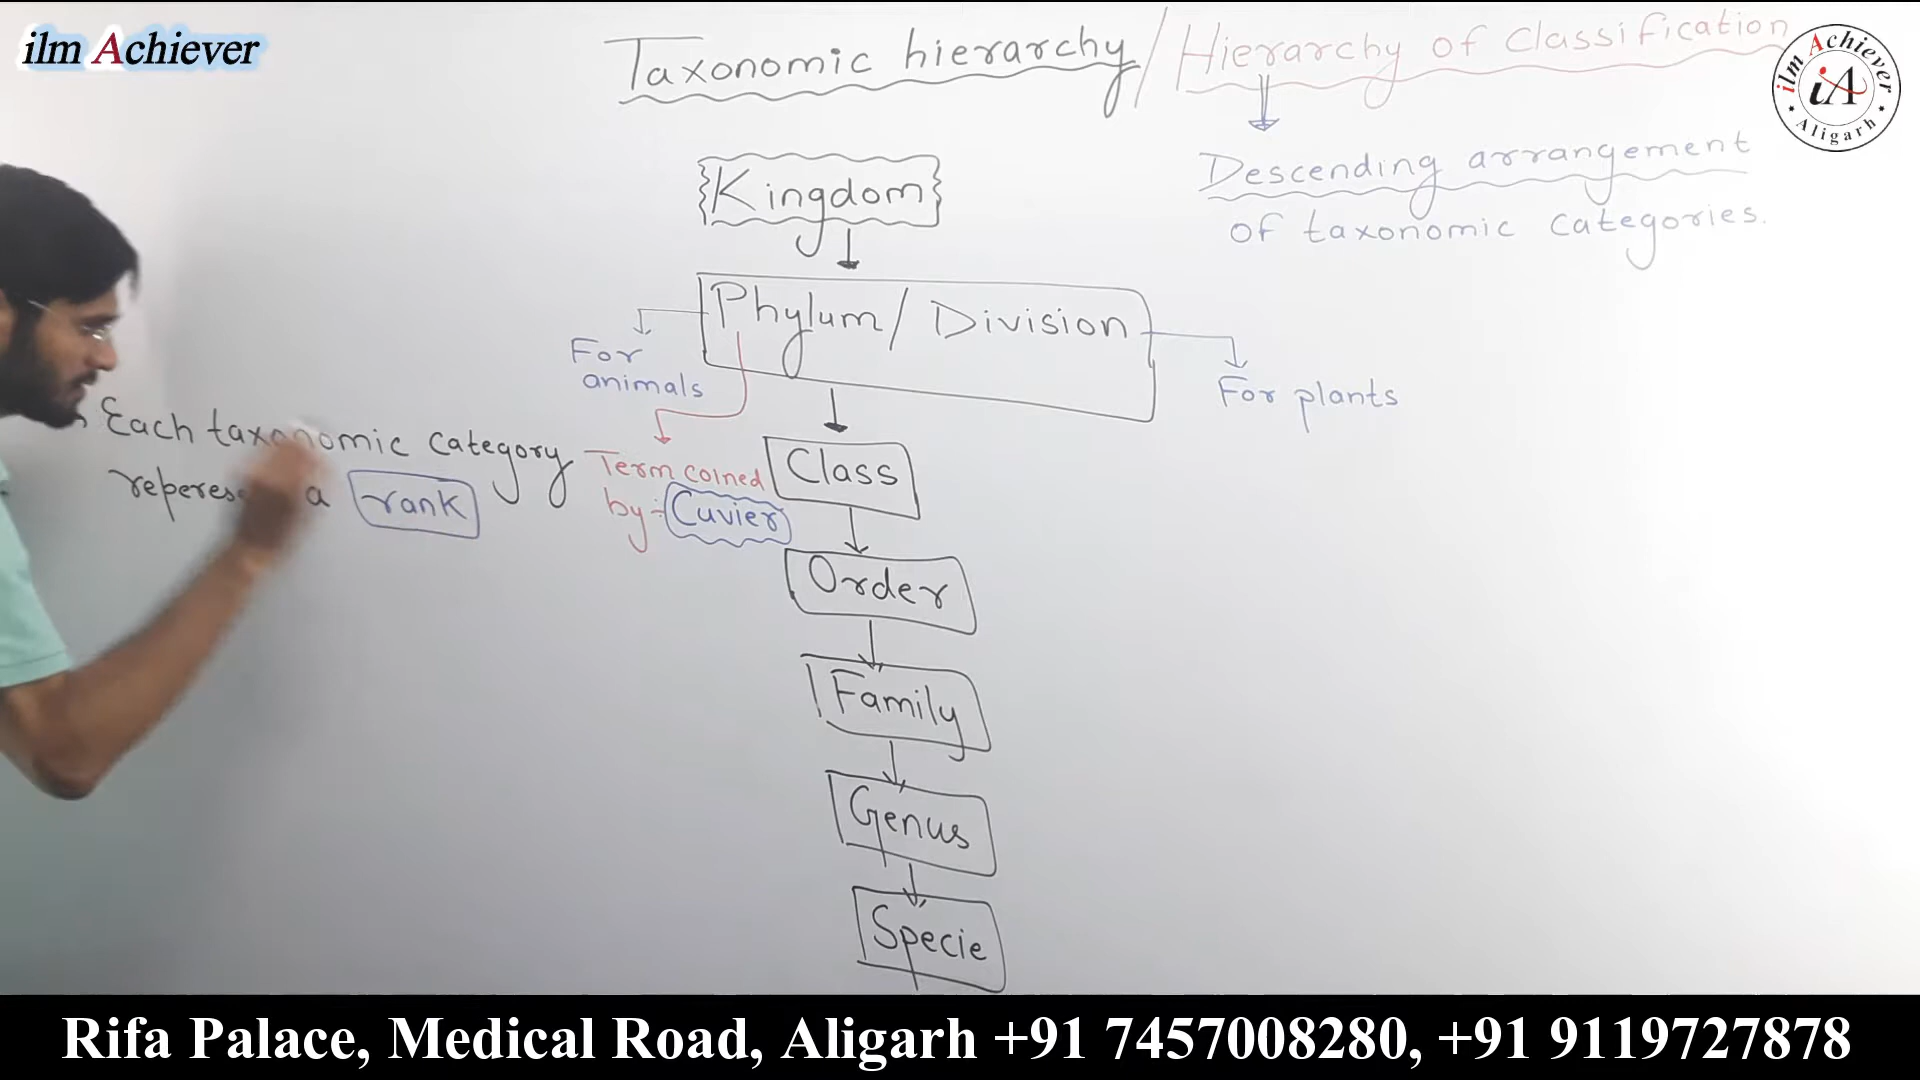 ilm Achiever
Taxonomic hierarchy / Hierarchy of Classification
ilm Achiever
iA
Aligarh
Descending arrangement
of taxonomic categories.
Kingdom
Phylum / Division
For
animals
For plants
Each taxonomic category
a rank
Term coined
by :- Cuvier
Class
Order
Family
Genus
Specie
Rifa Palace, Medical Road, Aligarh +91 7457008280, +91 9119727878